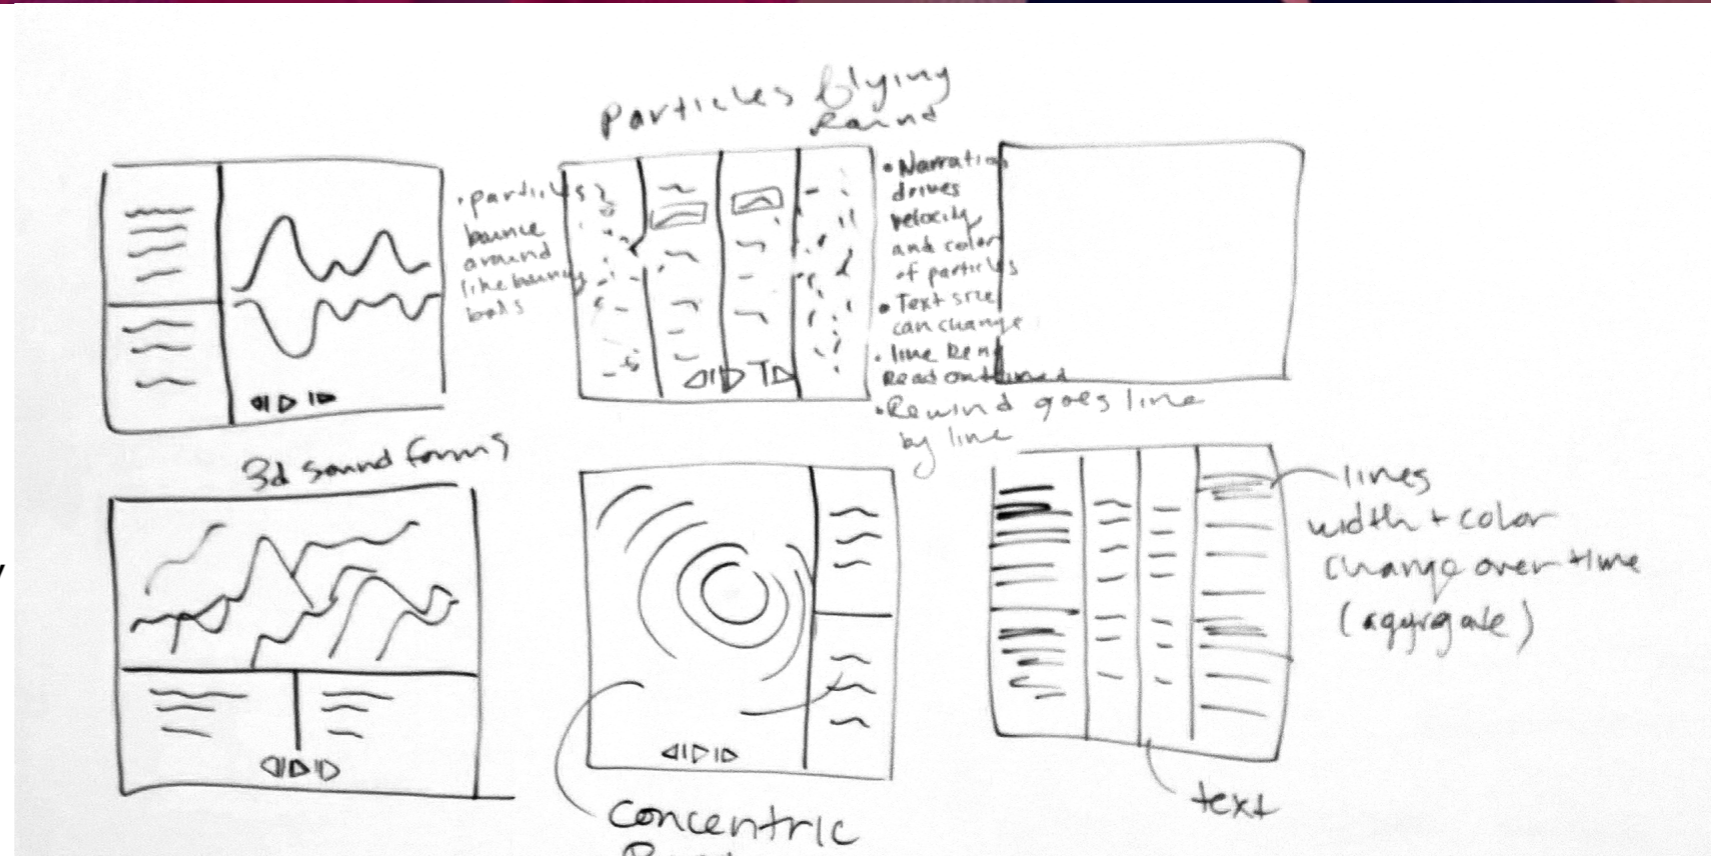 Particles flying
Around
• particles
bounce
around
like bouncy
balls
• Narration
drives
velocity
and color
of particles
• Text size
can change
• line
Read
• Rewind goes line
by line
3d sound forms
lines
width + color
change over time
(aggregate)
text
concentric